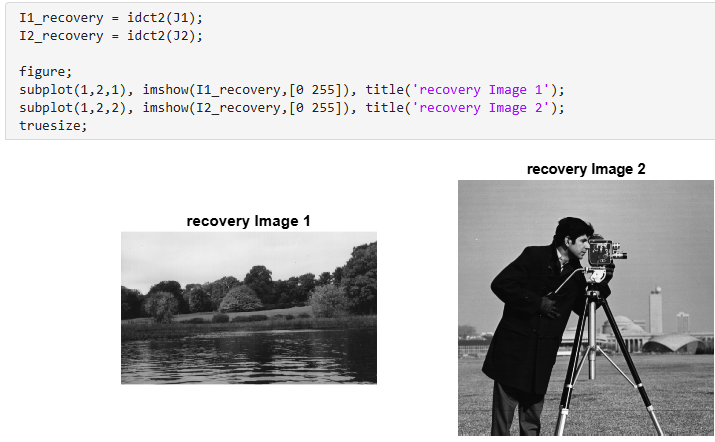 I1_recovery = idct2(J1);
I2_recovery = idct2(J2);
figure;
subplot(1,2,1), imshow(I1_recovery,[0 255]), title('recovery Image 1');
subplot(1,2,2), imshow(I2_recovery,[0 255]), title('recovery Image 2');
truesize;
recovery Image 2
recovery Image 1